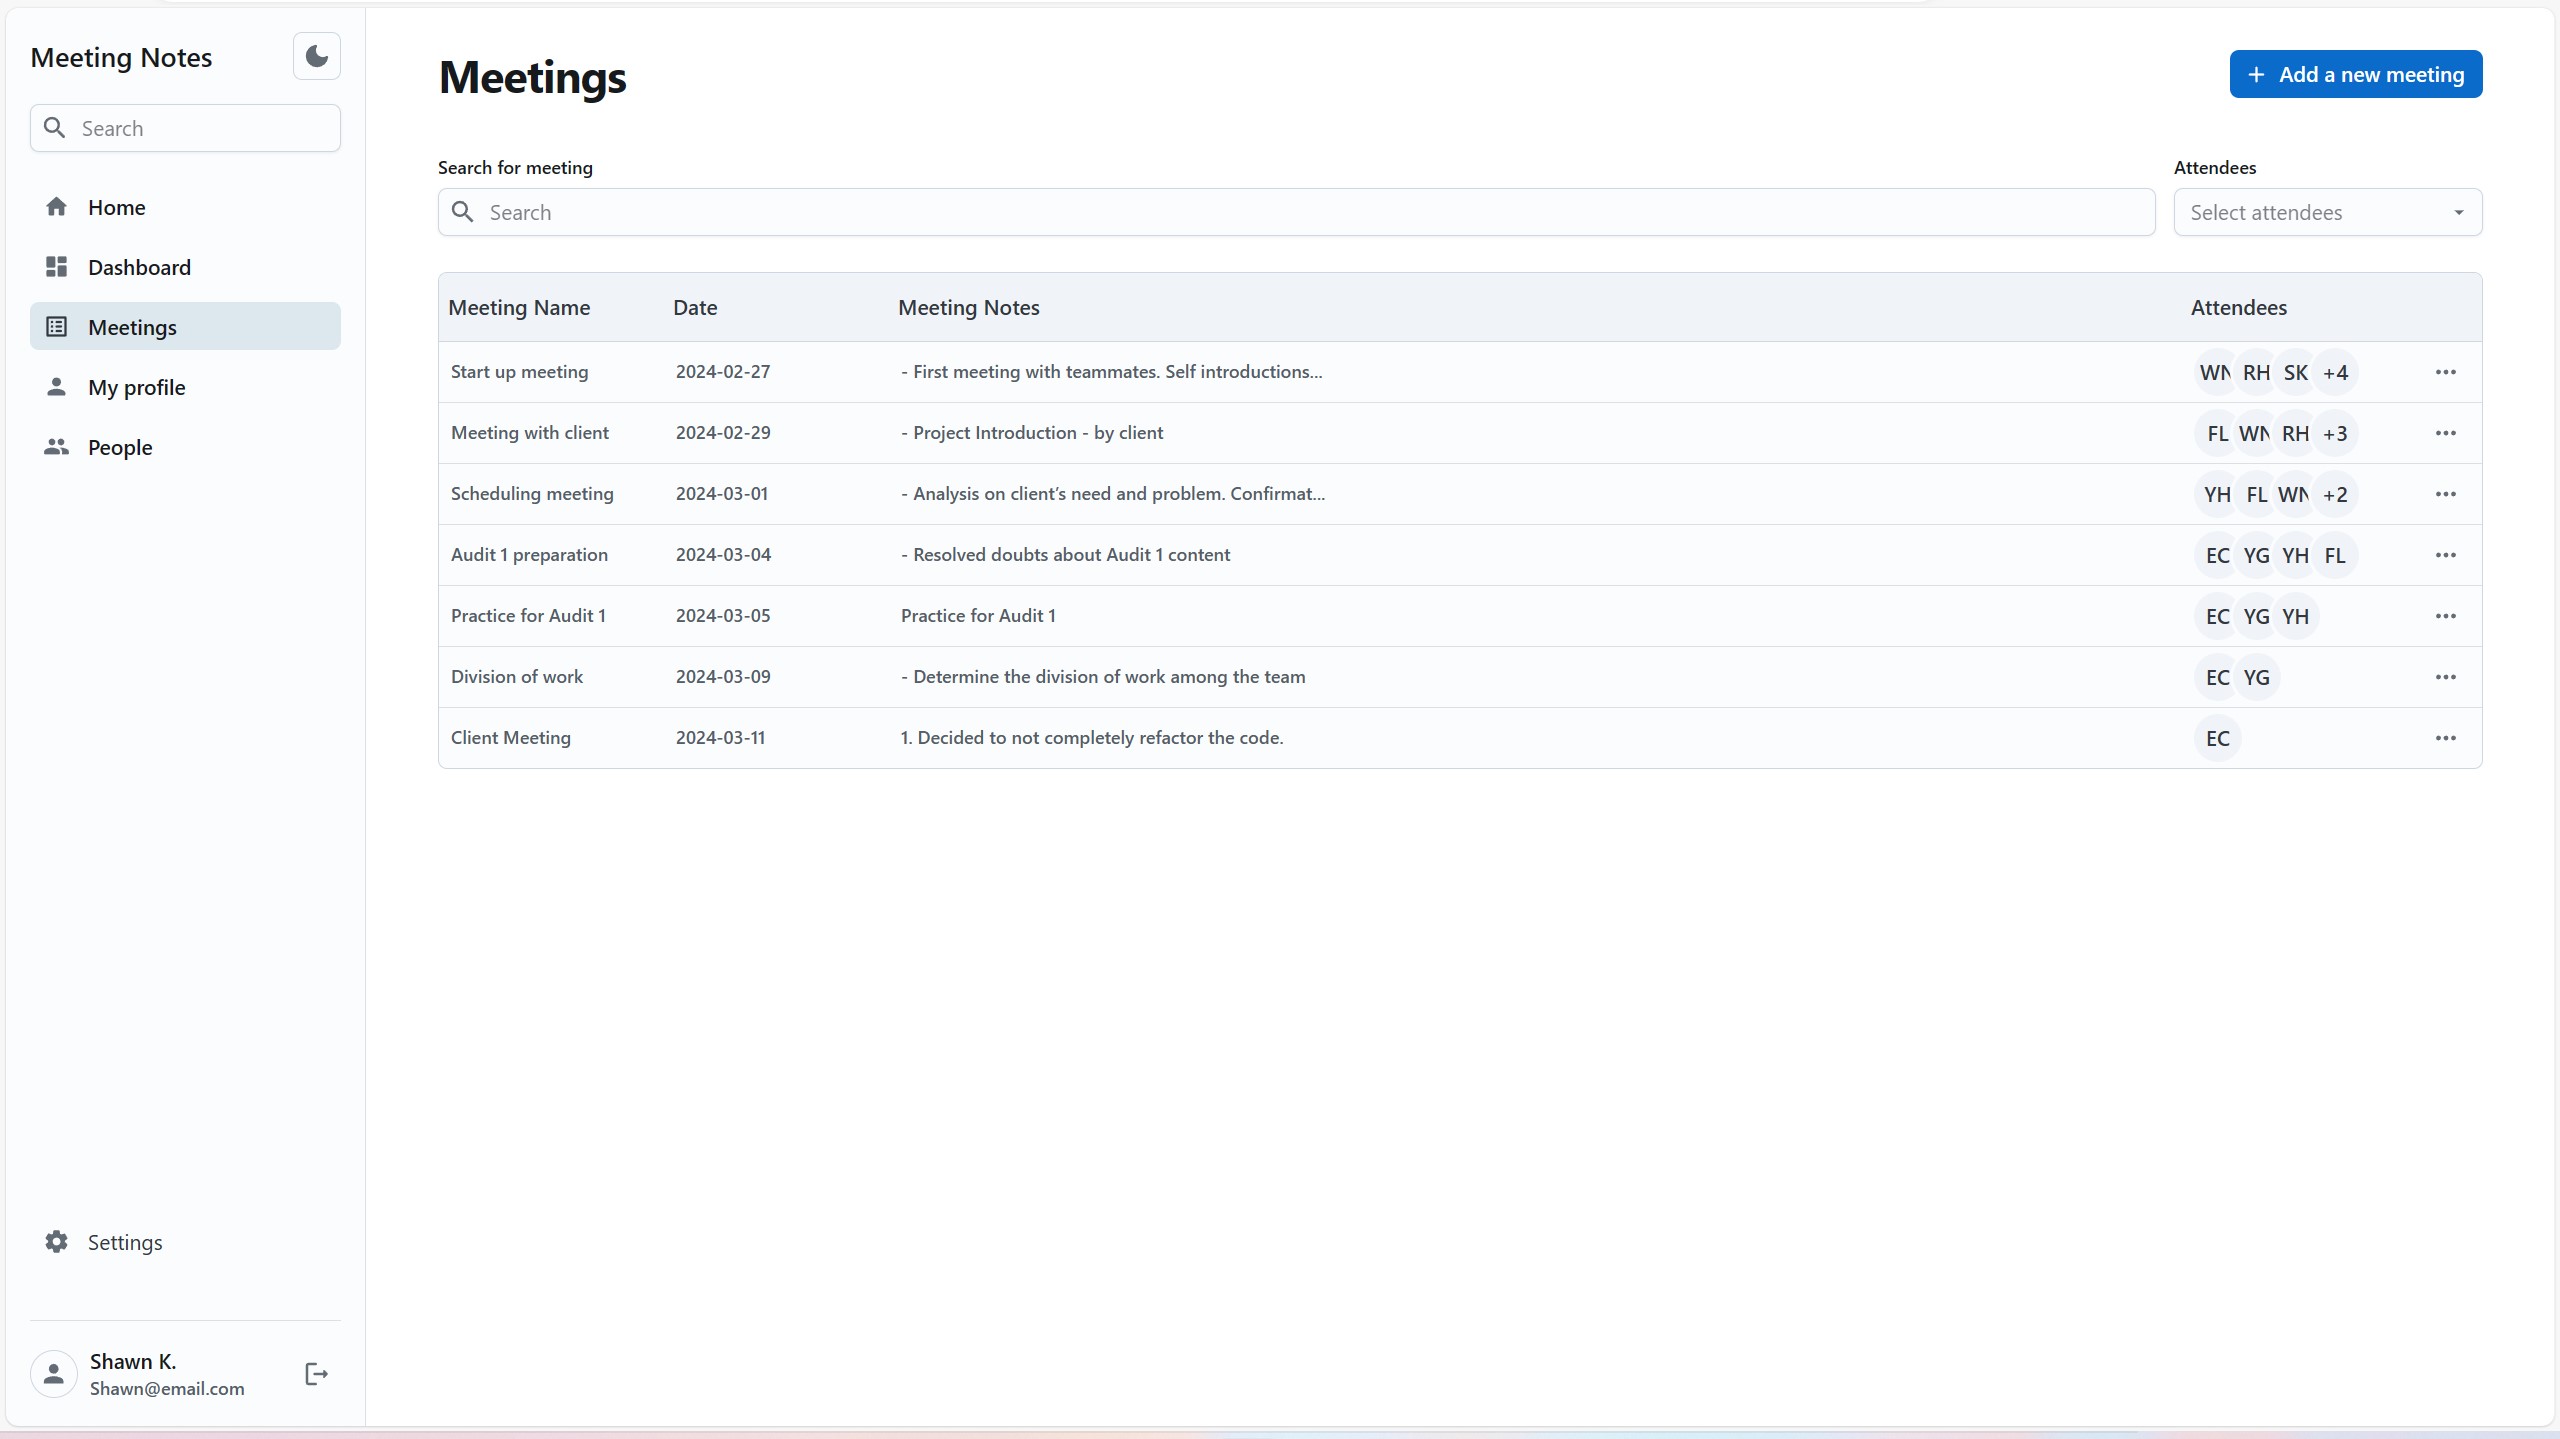 Meeting Notes
Search
Home
Dashboard
Meetings
My profile
People
Settings
Shawn K.
Shawn@email.com
Meetings
+ Add a new meeting
Search for meeting
Search
Attendees
Select attendees
Meeting Name Date Meeting Notes Attendees
Start up meeting 2024-02-27 - First meeting with teammates. Self introductions... WN RH SK +4
Meeting with client 2024-02-29 - Project Introduction - by client FL WN RH +3
Scheduling meeting 2024-03-01 - Analysis on client’s need and problem. Confirmat... YH FL WN +2
Audit 1 preparation 2024-03-04 - Resolved doubts about Audit 1 content EC YG YH FL
Practice for Audit 1 2024-03-05 Practice for Audit 1 EC YG YH
Division of work 2024-03-09 - Determine the division of work among the team EC YG
Client Meeting 2024-03-11 1. Decided to not completely refactor the code. EC